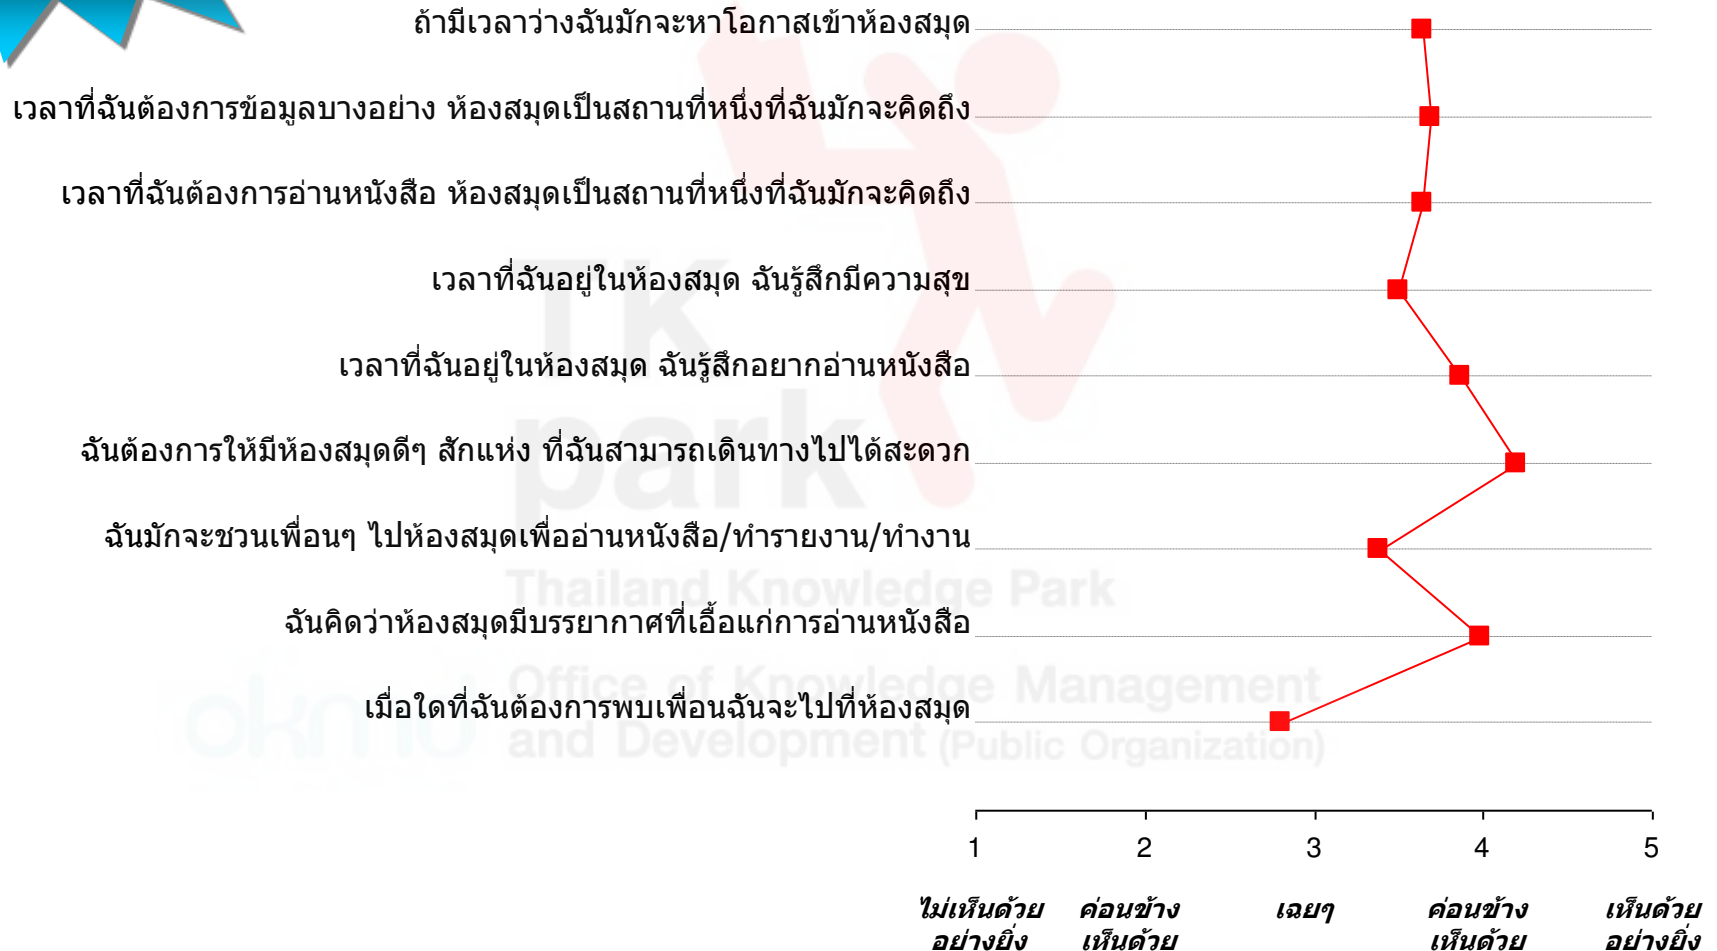 ถ้ามีเวลาว่างฉันมักจะหาโอกาสเข้าห้องสมุด
เวลาที่ฉันต้องการข้อมูลบางอย่าง ห้องสมุดเป็นสถานที่หนึ่งที่ฉันมักจะคิดถึง
เวลาที่ฉันต้องการอ่านหนังสือ ห้องสมุดเป็นสถานที่หนึ่งที่ฉันมักจะคิดถึง
เวลาที่ฉันอยู่ในห้องสมุด ฉันรู้สึกมีความสุข
เวลาที่ฉันอยู่ในห้องสมุด ฉันรู้สึกอยากอ่านหนังสือ
ฉันต้องการให้มีห้องสมุดดีๆ สักแห่ง ที่ฉันสามารถเดินทางไปได้สะดวก
ฉันมักจะชวนเพื่อนๆ ไปห้องสมุดเพื่ออ่านหนังสือ/ทำรายงาน/ทำงาน
ฉันคิดว่าห้องสมุดมีบรรยากาศที่เอื้อแก่การอ่านหนังสือ
เมื่อใดที่ฉันต้องการพบเพื่อนฉันจะไปที่ห้องสมุด
TK
park
Thailand Knowledge Park
okmd
Office of Knowledge Management
and Development (Public Organization)
1 2 3 4 5
ไม่เห็นด้วย ค่อนข้าง เฉยๆ ค่อนข้าง เห็นด้วย
อย่างยิ่ง เห็นด้วย เห็นด้วย อย่างยิ่ง